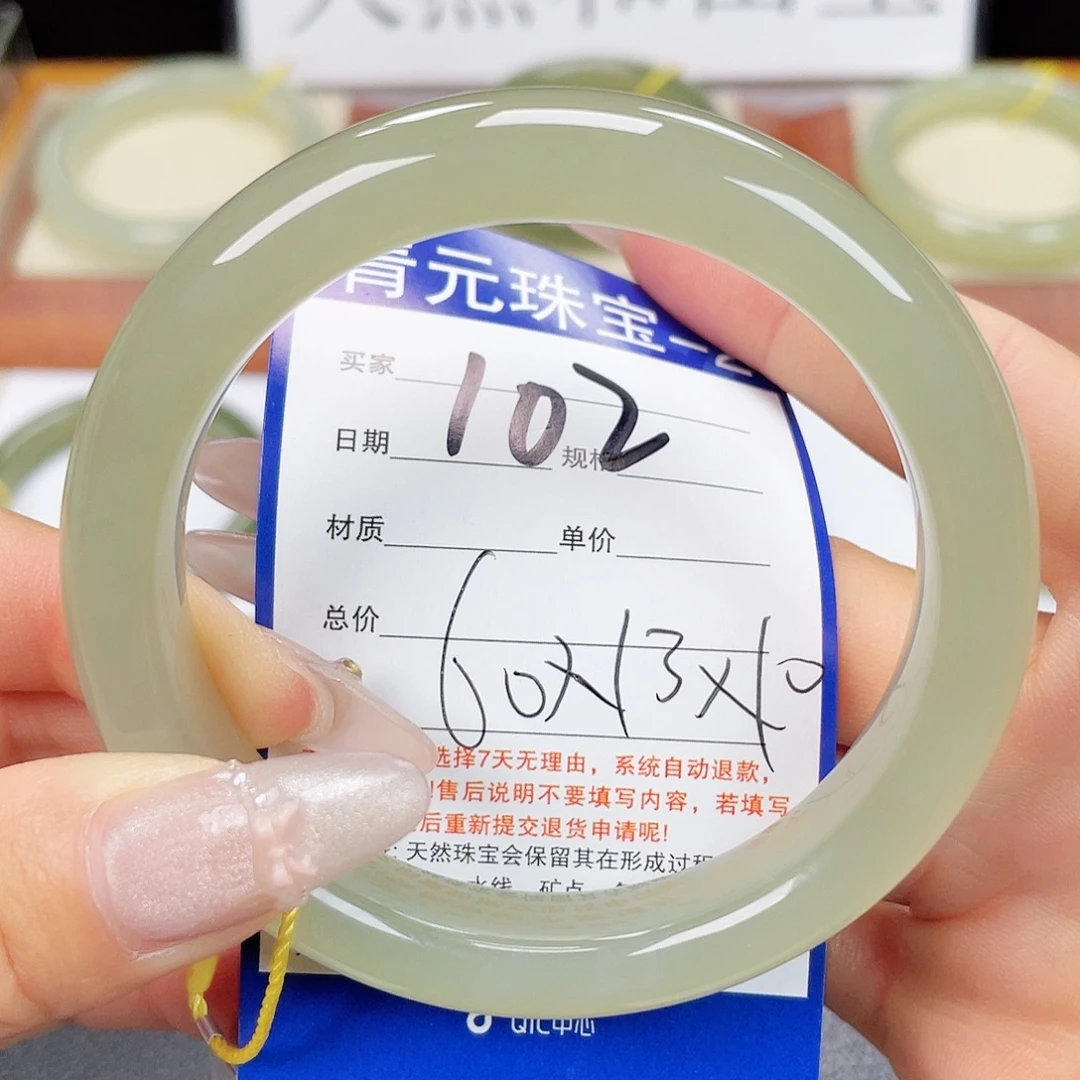 青元珠宝-2
买家
102
日期 规格
材质 单价
总价
60x13x10
选择7天无理由，系统自动退款，
售后说明不要填写内容，若填写
后重新提交退货申请呢!
：天然珠宝会保留其在形成过程
水线、矿点、
QIC中心